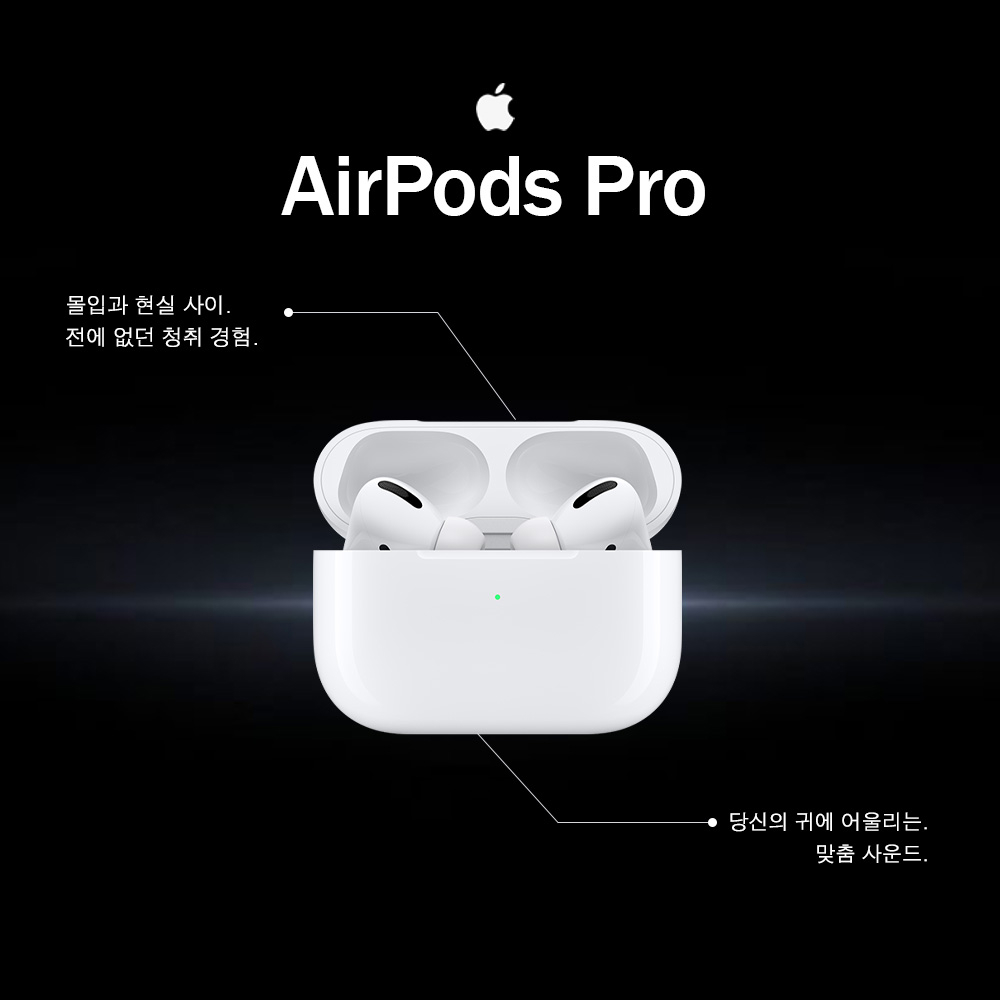 AirPods Pro
몰입과 현실 사이.
전에 없던 청취 경험.
당신의 귀에 어울리는.
맞춤 사운드.